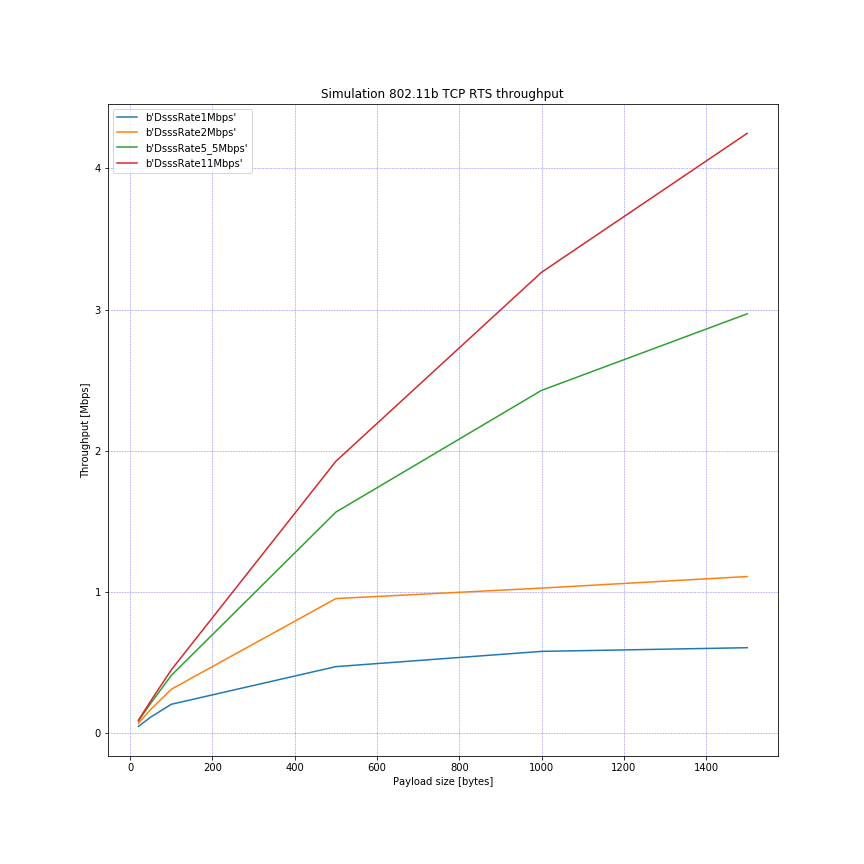 Simulation 802.11b TCP RTS throughput
b'DsssRate1Mbps'
b'DsssRate2Mbps'
b'DsssRate5_5Mbps'
b'DsssRate11Mbps'
4
3
2
1
0
Throughput [Mbps]
0 200 400 600 800 1000 1200 1400
Payload size [bytes]